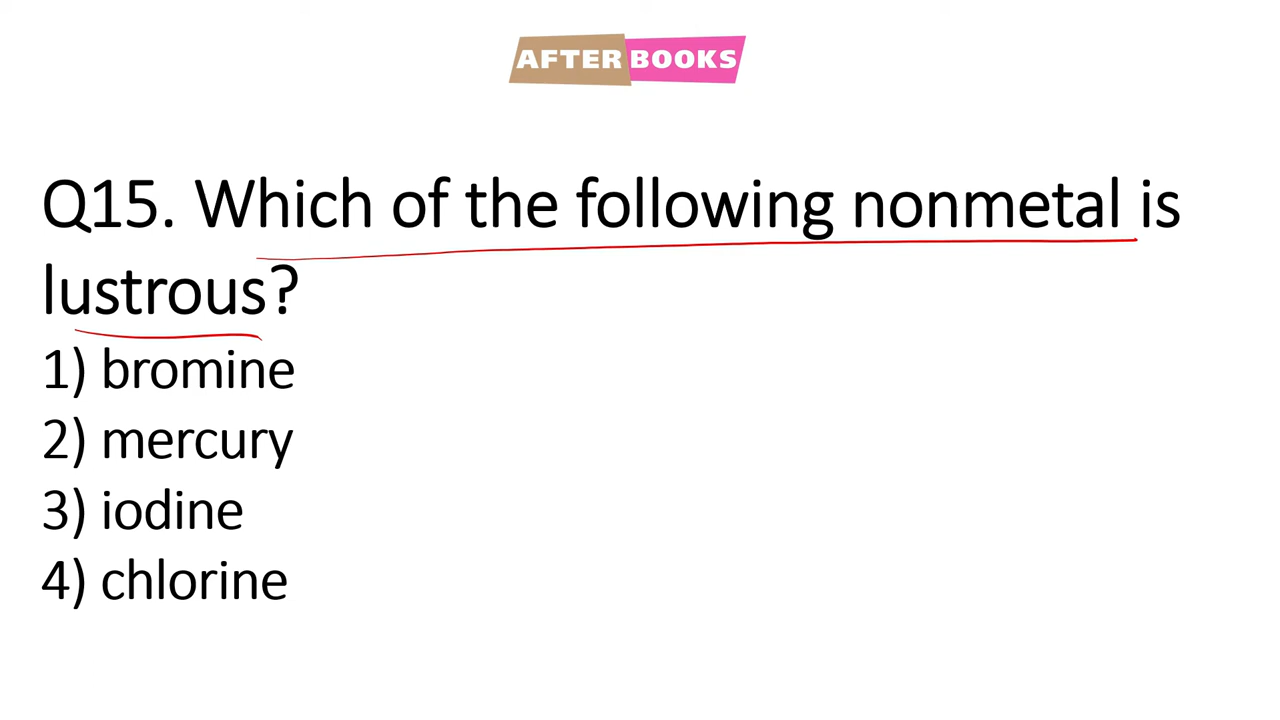 AFTER BOOKS
Q15. Which of the following nonmetal is
lustrous?
1) bromine
2) mercury
3) iodine
4) chlorine